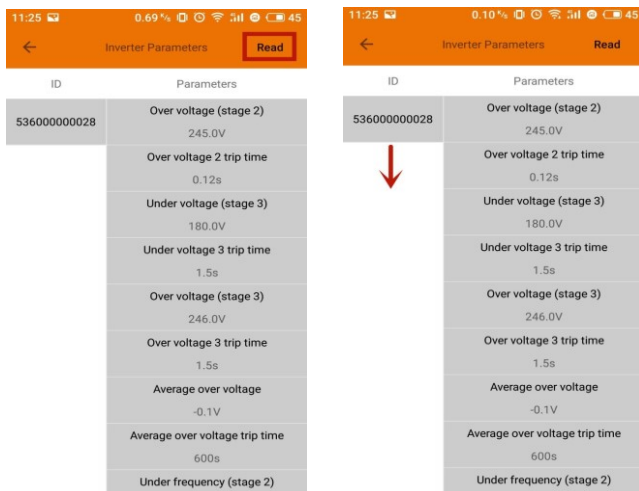 11:25 0.69 % 45
Inverter Parameters Read
ID Parameters
536000000028
Over voltage (stage 2)
245.0V
Over voltage 2 trip time
0.12s
Under voltage (stage 3)
180.0V
Under voltage 3 trip time
1.5s
Over voltage (stage 3)
246.0V
Over voltage 3 trip time
1.5s
Average over voltage
-0.1V
Average over voltage trip time
600s
Under frequency (stage 2)
11:25 0.10 % 45
Inverter Parameters Read
ID Parameters
536000000028
Over voltage (stage 2)
245.0V
Over voltage 2 trip time
0.12s
Under voltage (stage 3)
180.0V
Under voltage 3 trip time
1.5s
Over voltage (stage 3)
246.0V
Over voltage 3 trip time
1.5s
Average over voltage
-0.1V
Average over voltage trip time
600s
Under frequency (stage 2)